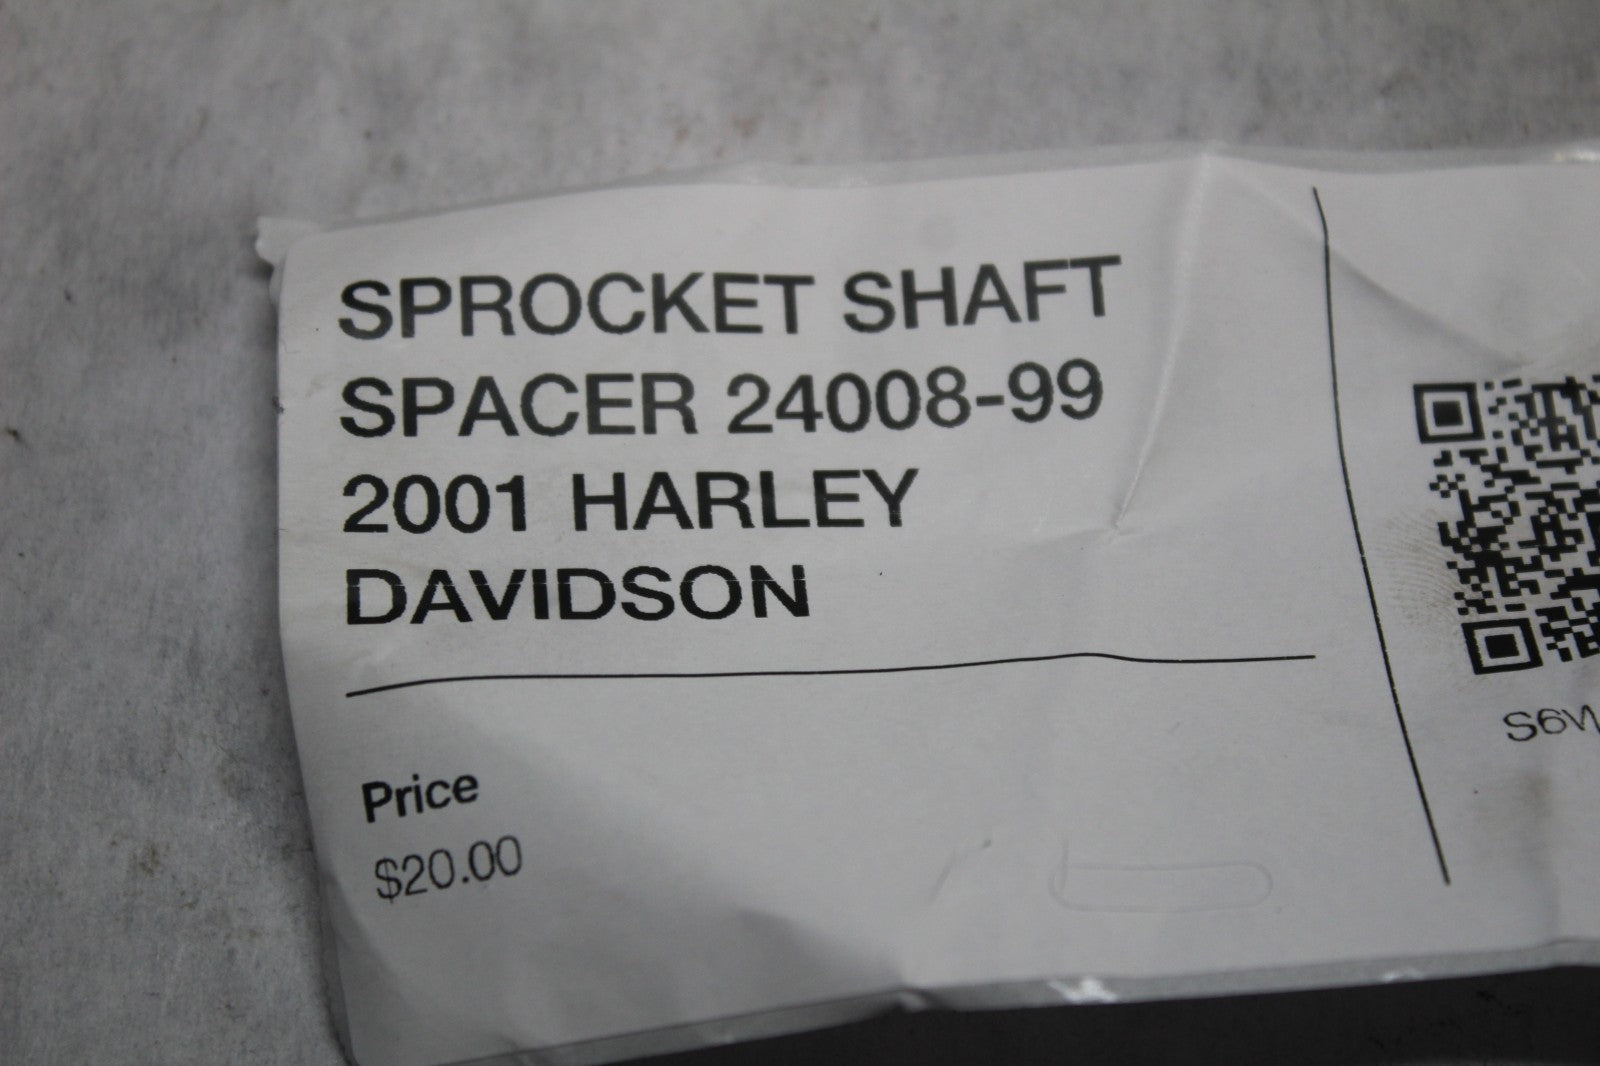 SPROCKET SHAFT
SPACER 24008-99
2001 HARLEY
DAVIDSON
Price
$20.00